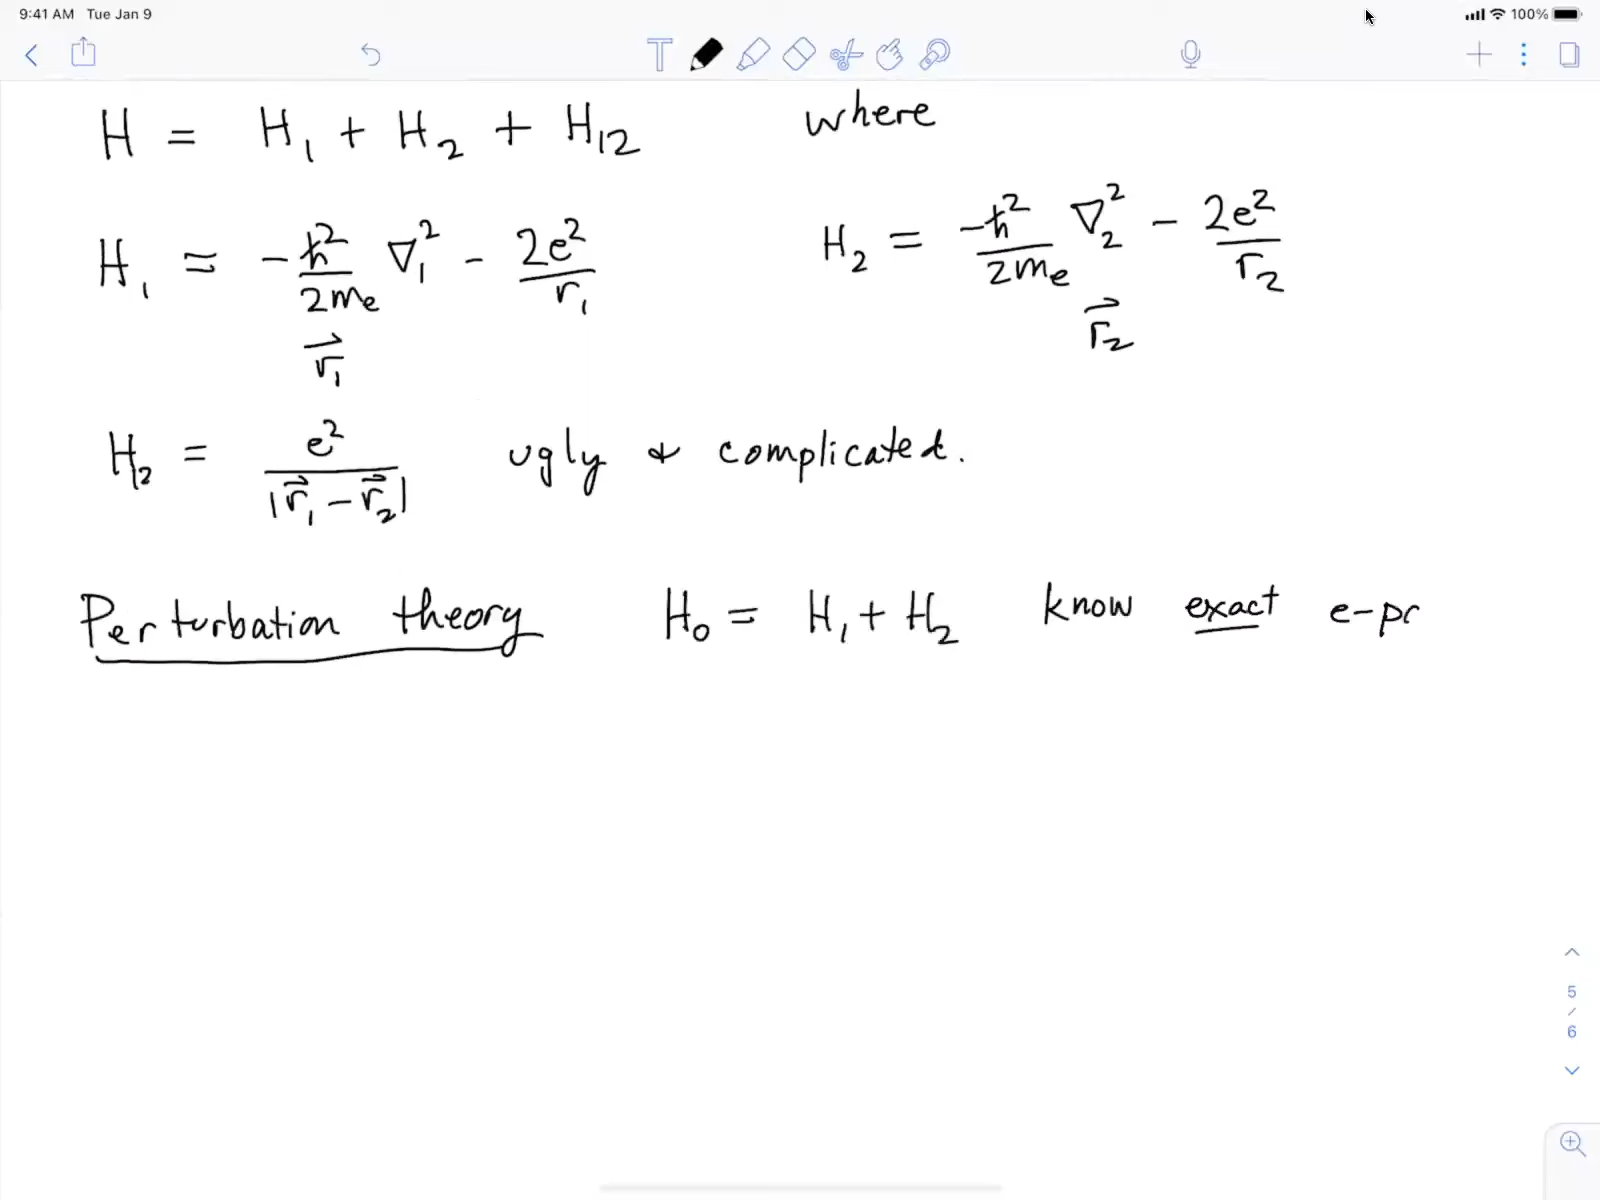 9:41 AM Tue Jan 9 100%
H = H₁ + H₂ + H₁₂ where
H₁ = -ħ²/2mₑ ∇₁² - 2e²/r₁ H₂ = -ħ²/2mₑ ∇₂² - 2e²/r₂
r⃗₁ r⃗₂
H₁₂ = e²/|r⃗₁ - r⃗₂| ugly & complicated.
Perturbation theory H₀ = H₁ + H₂ know exact e-pr
5
/
6